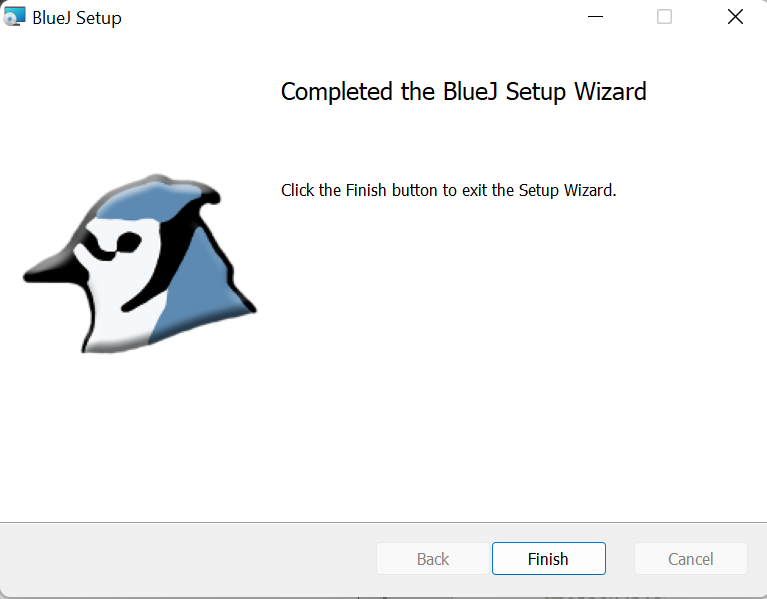 BlueJ Setup
Completed the BlueJ Setup Wizard
Click the Finish button to exit the Setup Wizard.
Back
Finish
Cancel